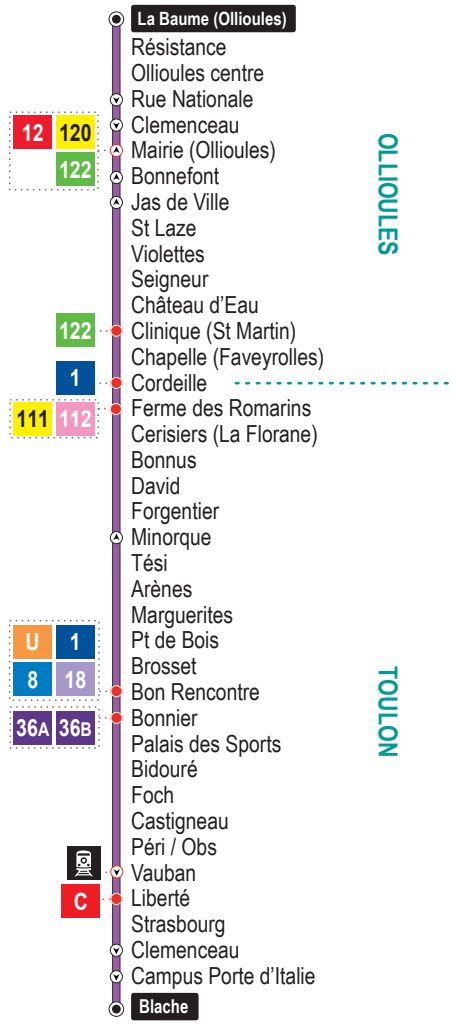 La Baume (Ollioules)
Résistance
Ollioules centre
Rue Nationale
12 120 Clemenceau
Mairie (Ollioules)
122 Bonnefont
Jas de Ville
St Laze
Violettes
Seigneur
Château d'Eau
122 Clinique (St Martin)
Chapelle (Faveyrolles)
1 Cordeille
111 112 Ferme des Romarins
Cerisiers (La Florane)
Bonnus
David
Forgentier
Minorque
Tési
Arènes
Marguerites
U 1 Pt de Bois
Brosset
8 18 Bon Rencontre
36A 36B Bonnier
Palais des Sports
Bidouré
Foch
Castigneau
Péri / Obs
Vauban
C Liberté
Strasbourg
Clemenceau
Campus Porte d'Italie
Blache
OLLIOULES
TOULON